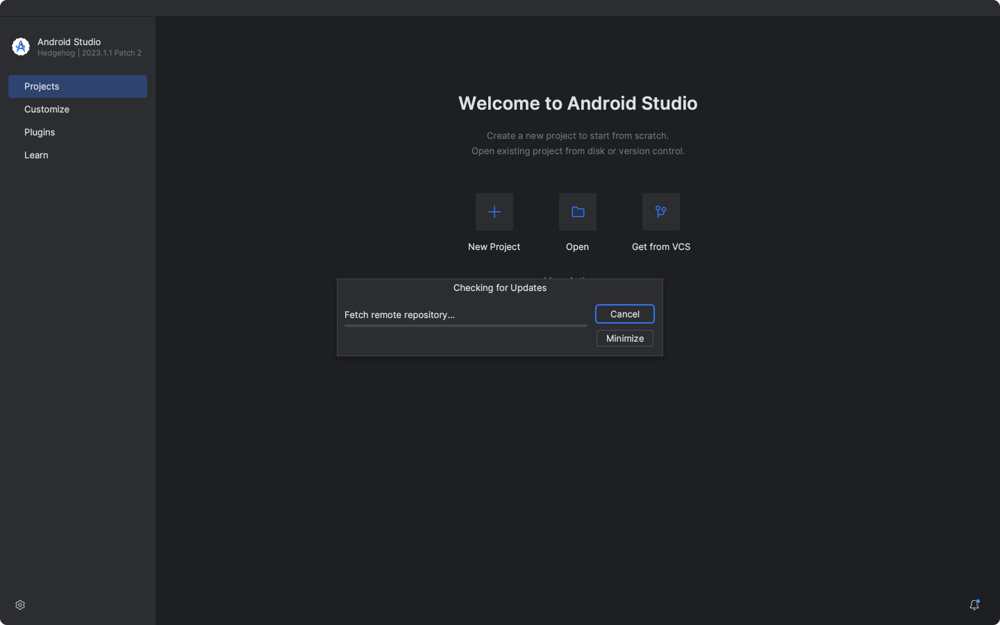 Android Studio
Hedgehog | 2023.1.1 Patch 2
Projects
Customize
Plugins
Learn
Welcome to Android Studio
Create a new project to start from scratch.
Open existing project from disk or version control.
New Project
Open
Get from VCS
Checking for Updates
Fetch remote repository...
Cancel
Minimize